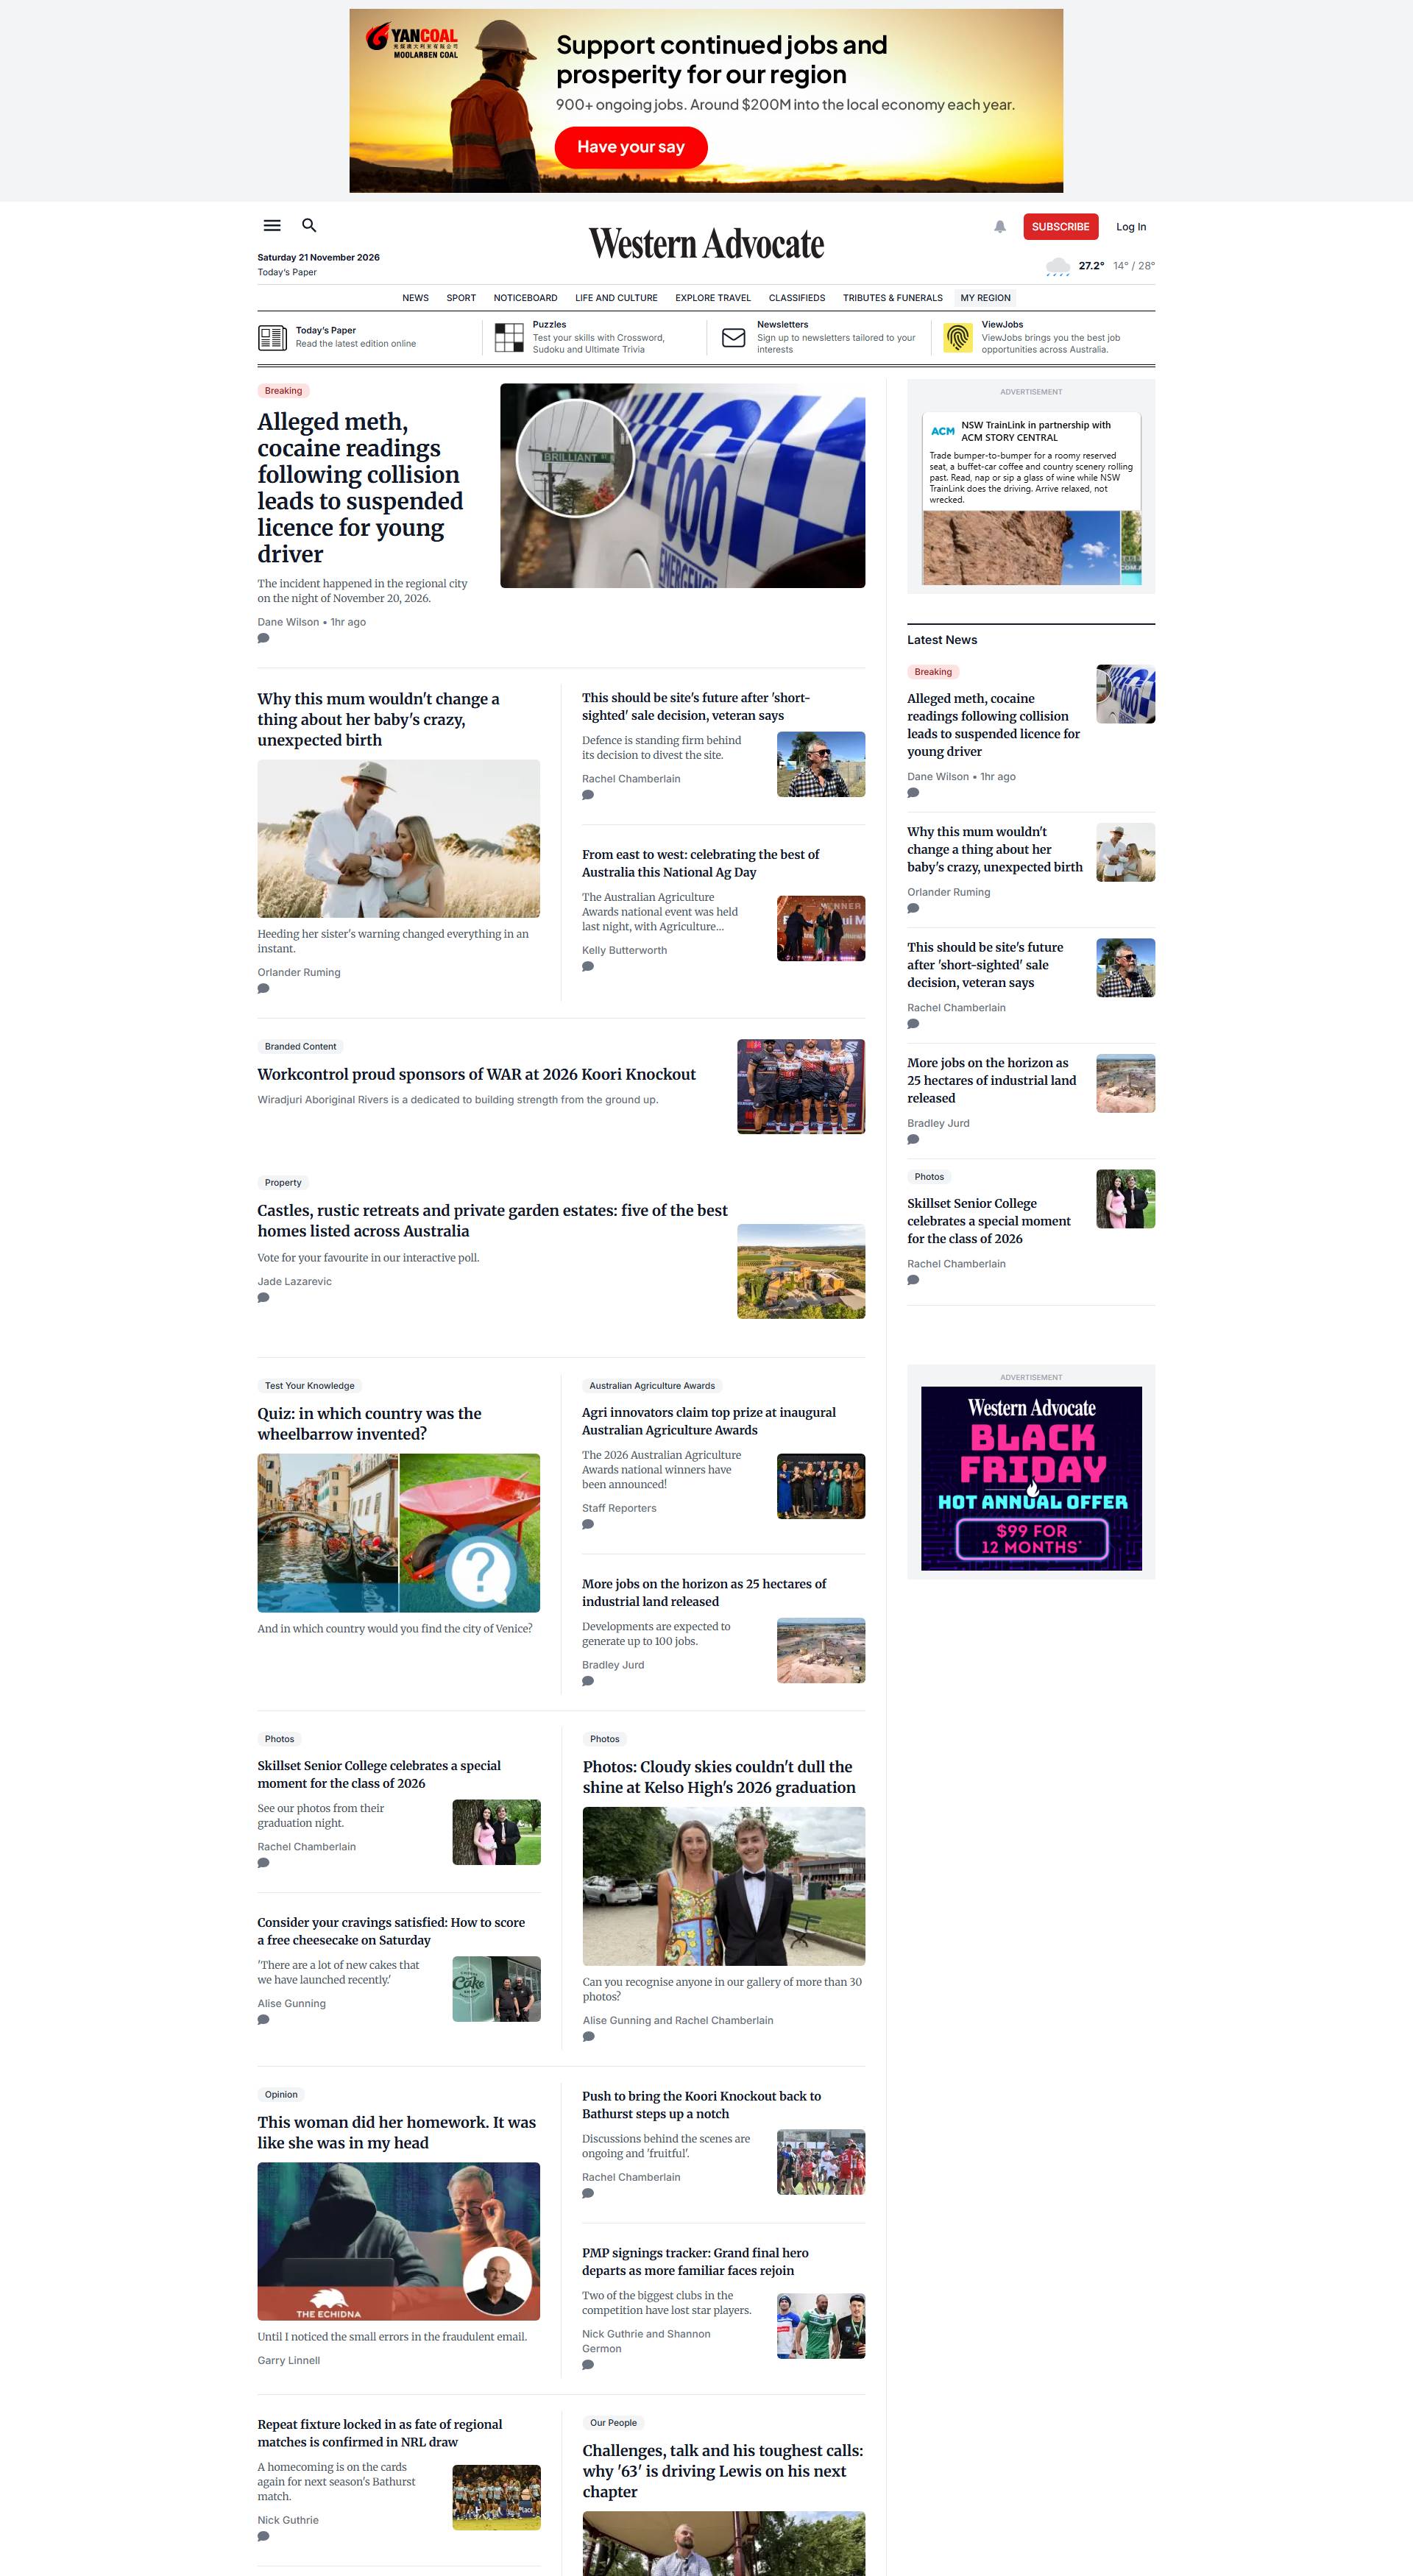 YANCOAL
MOOLARBEN COAL
Support continued jobs and
prosperity for our region
900+ ongoing jobs. Around $200M into the local economy each year.
Have your say
SUBSCRIBE
Log In
Western Advocate
Saturday 21 November 2026
Today's Paper
27.2° 14° / 28°
NEWS SPORT NOTICEBOARD LIFE AND CULTURE EXPLORE TRAVEL CLASSIFIEDS TRIBUTES & FUNERALS MY REGION
Today's Paper
Read the latest edition online
Puzzles
Test your skills with Crossword,
Sudoku and Ultimate Trivia
Newsletters
Sign up to newsletters tailored to your
interests
ViewJobs
ViewJobs brings you the best job
opportunities across Australia.
Breaking
Alleged meth,
cocaine readings
following collision
leads to suspended
licence for young
driver
The incident happened in the regional city
on the night of November 20, 2026.
Dane Wilson • 1hr ago
BRILLIANT ST
000
EMERGENCY
Why this mum wouldn't change a
thing about her baby's crazy,
unexpected birth
Heeding her sister's warning changed everything in an
instant.
Orlander Ruming
This should be site's future after 'short-
sighted' sale decision, veteran says
Defence is standing firm behind
its decision to divest the site.
Rachel Chamberlain
From east to west: celebrating the best of
Australia this National Ag Day
The Australian Agriculture
Awards national event was held
last night, with Agriculture...
Kelly Butterworth
Branded Content
Workcontrol proud sponsors of WAR at 2026 Koori Knockout
Wiradjuri Aboriginal Rivers is a dedicated to building strength from the ground up.
Property
Castles, rustic retreats and private garden estates: five of the best
homes listed across Australia
Vote for your favourite in our interactive poll.
Jade Lazarevic
Test Your Knowledge
Quiz: in which country was the
wheelbarrow invented?
?
And in which country would you find the city of Venice?
Australian Agriculture Awards
Agri innovators claim top prize at inaugural
Australian Agriculture Awards
The 2026 Australian Agriculture
Awards national winners have
been announced!
Staff Reporters
More jobs on the horizon as 25 hectares of
industrial land released
Developments are expected to
generate up to 100 jobs.
Bradley Jurd
Photos
Skillset Senior College celebrates a special
moment for the class of 2026
See our photos from their
graduation night.
Rachel Chamberlain
Consider your cravings satisfied: How to score
a free cheesecake on Saturday
'There are a lot of new cakes that
we have launched recently.'
Alise Gunning
Cake
Photos
Photos: Cloudy skies couldn't dull the
shine at Kelso High's 2026 graduation
Can you recognise anyone in our gallery of more than 30
photos?
Alise Gunning and Rachel Chamberlain
Opinion
This woman did her homework. It was
like she was in my head
THE ECHIDNA
Until I noticed the small errors in the fraudulent email.
Garry Linnell
Push to bring the Koori Knockout back to
Bathurst steps up a notch
Discussions behind the scenes are
ongoing and 'fruitful'.
Rachel Chamberlain
PMP signings tracker: Grand final hero
departs as more familiar faces rejoin
Two of the biggest clubs in the
competition have lost star players.
Nick Guthrie and Shannon
Germon
Repeat fixture locked in as fate of regional
matches is confirmed in NRL draw
A homecoming is on the cards
again for next season's Bathurst
match.
Nick Guthrie
Our People
Challenges, talk and his toughest calls:
why '63' is driving Lewis on his next
chapter
ADVERTISEMENT
ACM
NSW TrainLink in partnership with
ACM STORY CENTRAL
Trade bumper-to-bumper for a roomy reserved
seat, a buffet-car coffee and country scenery rolling
past. Read, nap or sip a glass of wine while NSW
TrainLink does the driving. Arrive relaxed, not
wrecked.
Latest News
Breaking
Alleged meth, cocaine
readings following collision
leads to suspended licence for
young driver
Dane Wilson • 1hr ago
Why this mum wouldn't
change a thing about her
baby's crazy, unexpected birth
Orlander Ruming
This should be site's future
after 'short-sighted' sale
decision, veteran says
Rachel Chamberlain
More jobs on the horizon as
25 hectares of industrial land
released
Bradley Jurd
Photos
Skillset Senior College
celebrates a special moment
for the class of 2026
Rachel Chamberlain
ADVERTISEMENT
Western Advocate
BLACK
FRIDAY
HOT ANNUAL OFFER
$99 FOR
12 MONTHS*